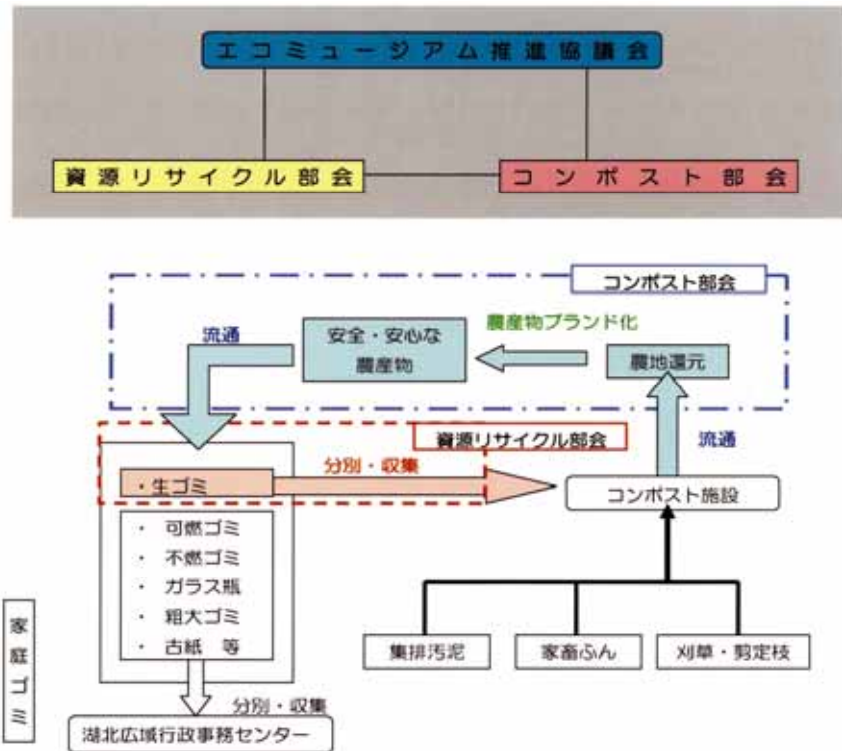 エコミュージアム推進協議会
資源リサイクル部会
コンポスト部会
コンポスト部会
流通
安全・安心な
農産物
農産物ブランド化
農地還元
資源リサイクル部会
流通
分別・収集
・生ゴミ
コンポスト施設
・ 可燃ゴミ
・ 不燃ゴミ
・ ガラス瓶
・ 粗大ゴミ
・ 古紙 等
家庭ゴミ
集排汚泥
家畜ふん
刈草・剪定枝
分別・収集
湖北広域行政事務センター